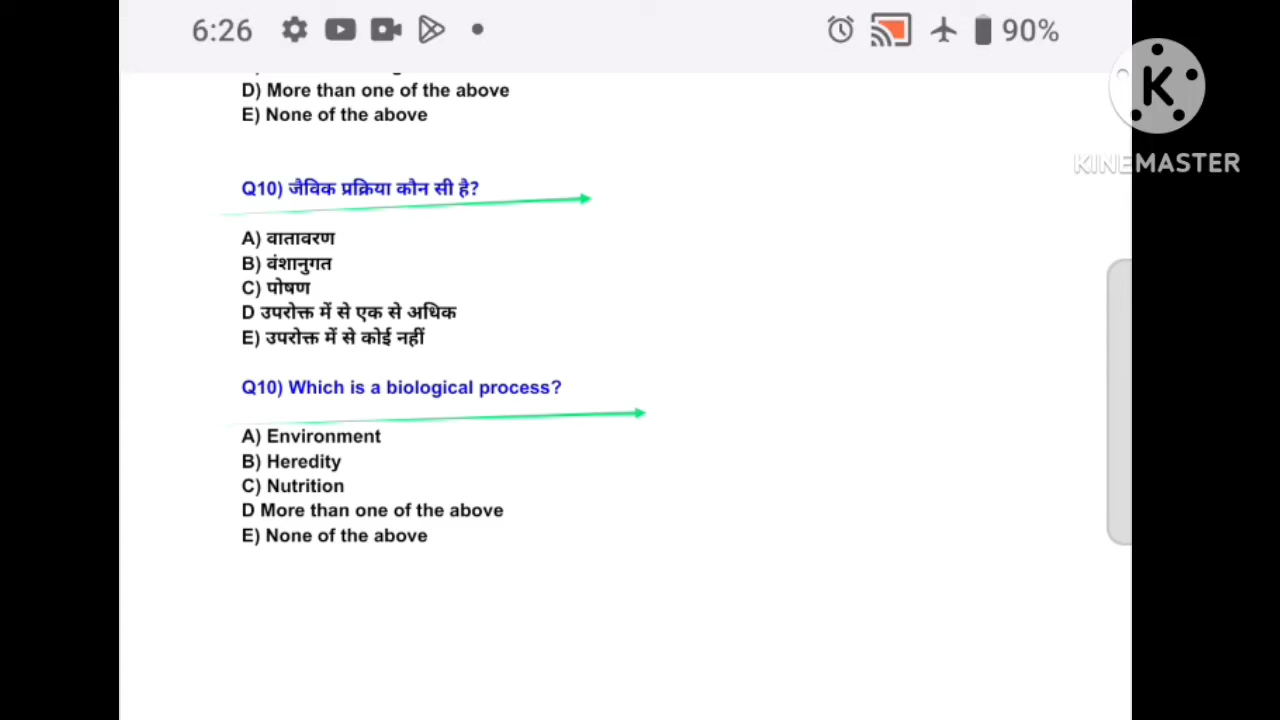 6:26 90%
K
KINEMASTER
D) More than one of the above
E) None of the above
Q10) जैविक प्रक्रिया कौन सी है?
A) वातावरण
B) वंशानुगत
C) पोषण
D उपरोक्त में से एक से अधिक
E) उपरोक्त में से कोई नहीं
Q10) Which is a biological process?
A) Environment
B) Heredity
C) Nutrition
D More than one of the above
E) None of the above